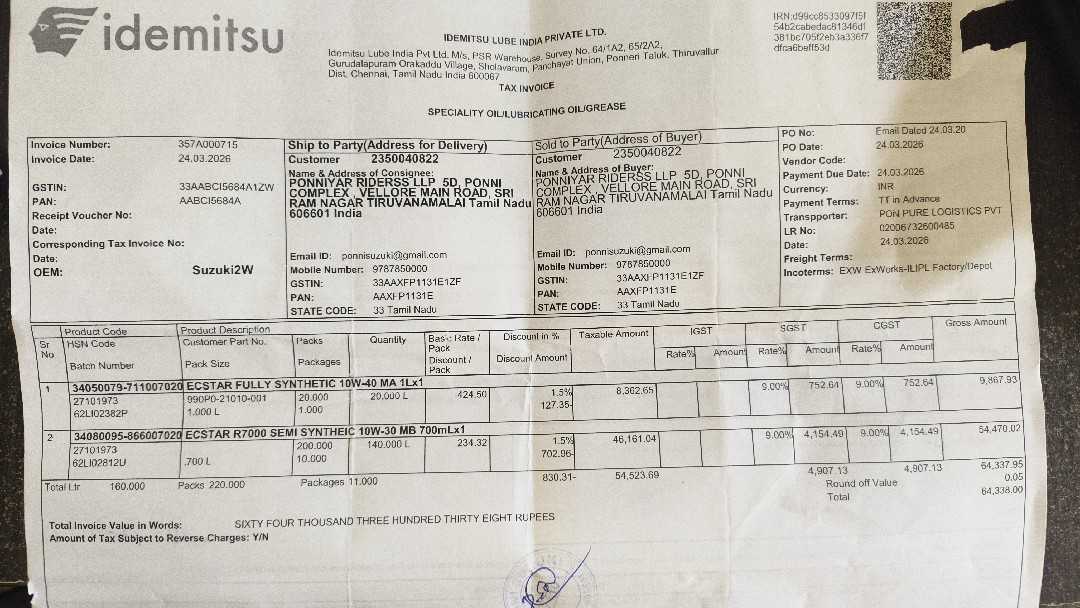 idemitsu
IDEMITSU LUBE INDIA PRIVATE LTD.
Idemitsu Lube India Pvt Ltd. M/s, PSR Warehouse, Survey No. 64/1A2, 65/2A2,
Gurudalapuram Orakaddu Village, Sholavaram, Panchayat Union, Ponneri Taluk, Thiruvallur
Dist, Chennai, Tamil Nadu India 600067
TAX INVOICE
SPECIALITY OIL/LUBRICATING OIL/GREASE
IRN:d99cc8533097f5f
54b2cabedac81346df
381bc705f2eb3a336f7
dfca6beff53d
Invoice Number: 357A000715
Invoice Date: 24.03.2026
GSTIN: 33AABCI5684A1ZW
PAN: AABCI5684A
Receipt Voucher No:
Date:
Corresponding Tax Invoice No:
Date:
OEM: Suzuki2W
Ship to Party(Address for Delivery)
Customer 2350040822
Name & Address of Consignee:
PONNIYAR RIDERSS LLP 5D, PONNI
COMPLEX , VELLORE MAIN ROAD, SRI
RAM NAGAR TIRUVANAMALAI Tamil Nadu
606601 India
Email ID: ponnisuzuki@gmail.com
Mobile Number: 9787850000
GSTIN: 33AAXFP1131E1ZF
PAN: AAXFP1131E
STATE CODE: 33 Tamil Nadu
Sold to Party(Address of Buyer)
Customer 2350040822
Name & Address of Buyer:
PONNIYAR RIDERSS LLP 5D, PONNI
COMPLEX , VELLORE MAIN ROAD, SRI
RAM NAGAR TIRUVANAMALAI Tamil Nadu
606601 India
Email ID: ponnisuzuki@gmail.com
Mobile Number: 9787850000
GSTIN: 33AAXFP1131E1ZF
PAN: AAXFP1131E
STATE CODE: 33 Tamil Nadu
PO No: Email Dated 24.03.20
PO Date: 24.03.2026
Vendor Code:
Payment Due Date: 24.03.2026
Currency: INR
Payment Terms: TT in Advance
Transpporter: PON PURE LOGISTICS PVT
LR No: 02006732600485
Date: 24.03.2026
Freight Terms:
Incoterms: EXW ExWorks-ILIPL Factory/Depot
Sr No Product Code Product Description Packs Quantity Basic Rate / Pack Discount in % Taxable Amount IGST SGST CGST Gross Amount
HSN Code Customer Part No. Packages Discount / Pack Discount Amount Rate% Amount Rate% Amount Rate% Amount
Batch Number Pack Size
1 34050079-711007020 ECSTAR FULLY SYNTHETIC 10W-40 MA 1Lx1
27101973 990P0-21010-001 20.000 20.000 L 424.50 1.5% 8,362.65 9.00% 752.64 9.00% 752.64 9,867.93
62LI02382P 1.000 L 1.000 127.35-
2 34080095-866007020 ECSTAR R7000 SEMI SYNTHEIC 10W-30 MB 700mLx1
27101973 200.000 140.000 L 234.32 1.5% 46,161.04 9.00% 4,154.49 9.00% 4,154.49 54,470.02
62LI02812U .700 L 10.000 702.96-
Total Ltr 160.000 Packs 220.000 Packages 11.000 830.31- 54,523.69 4,907.13 4,907.13 64,337.95
Round off Value 0.05
Total 64,338.00
Total Invoice Value in Words: SIXTY FOUR THOUSAND THREE HUNDRED THIRTY EIGHT RUPEES
Amount of Tax Subject to Reverse Charges: Y/N